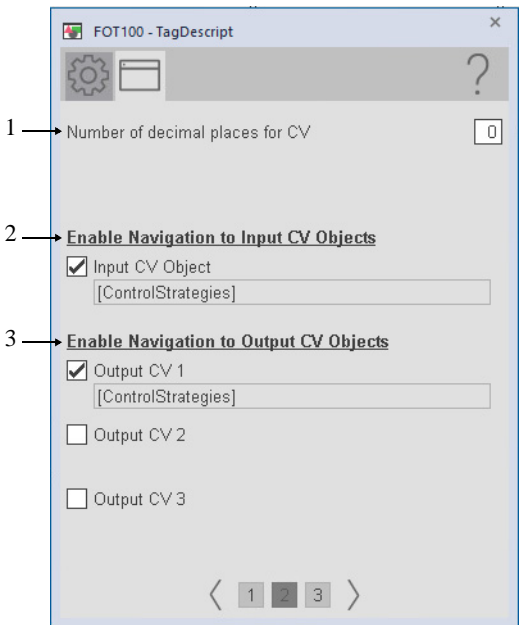 FOT100 - TagDescript
×
?
1
Number of decimal places for CV
0
2
Enable Navigation to Input CV Objects
Input CV Object
[ControlStrategies]
3
Enable Navigation to Output CV Objects
Output CV 1
[ControlStrategies]
Output CV 2
Output CV 3
1 2 3